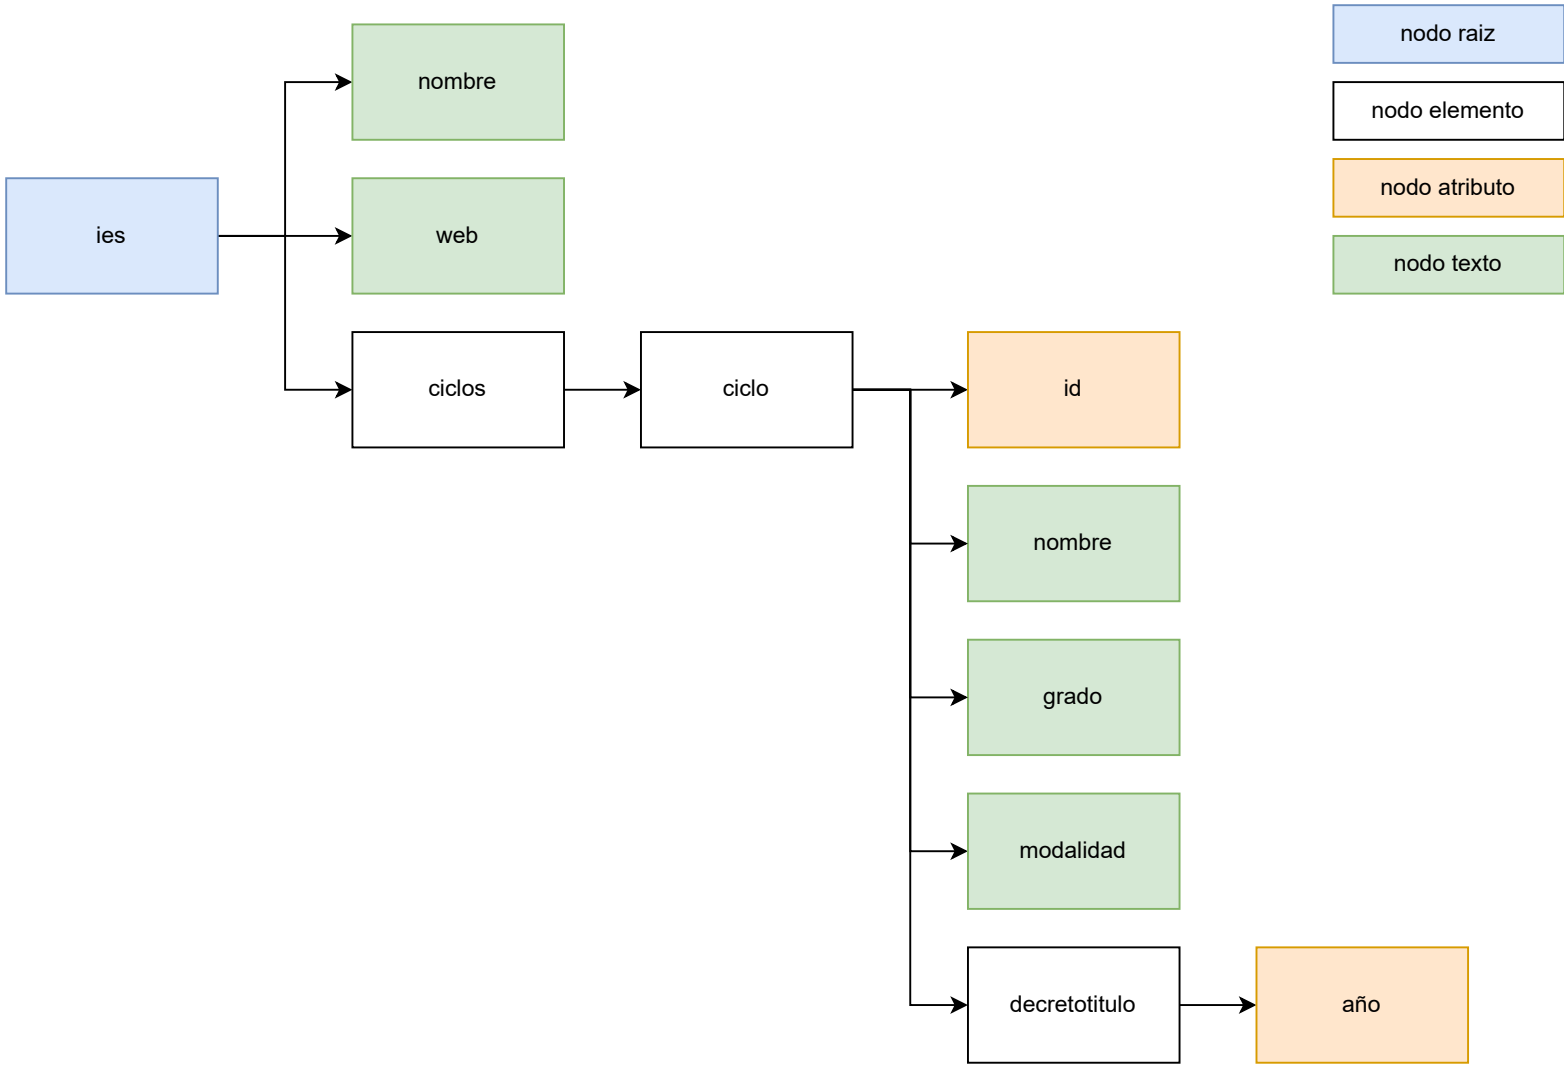 nodo raiz
nombre
nodo elemento
nodo atributo
ies
web
nodo texto
ciclos
ciclo
id
nombre
grado
modalidad
decretotitulo
año